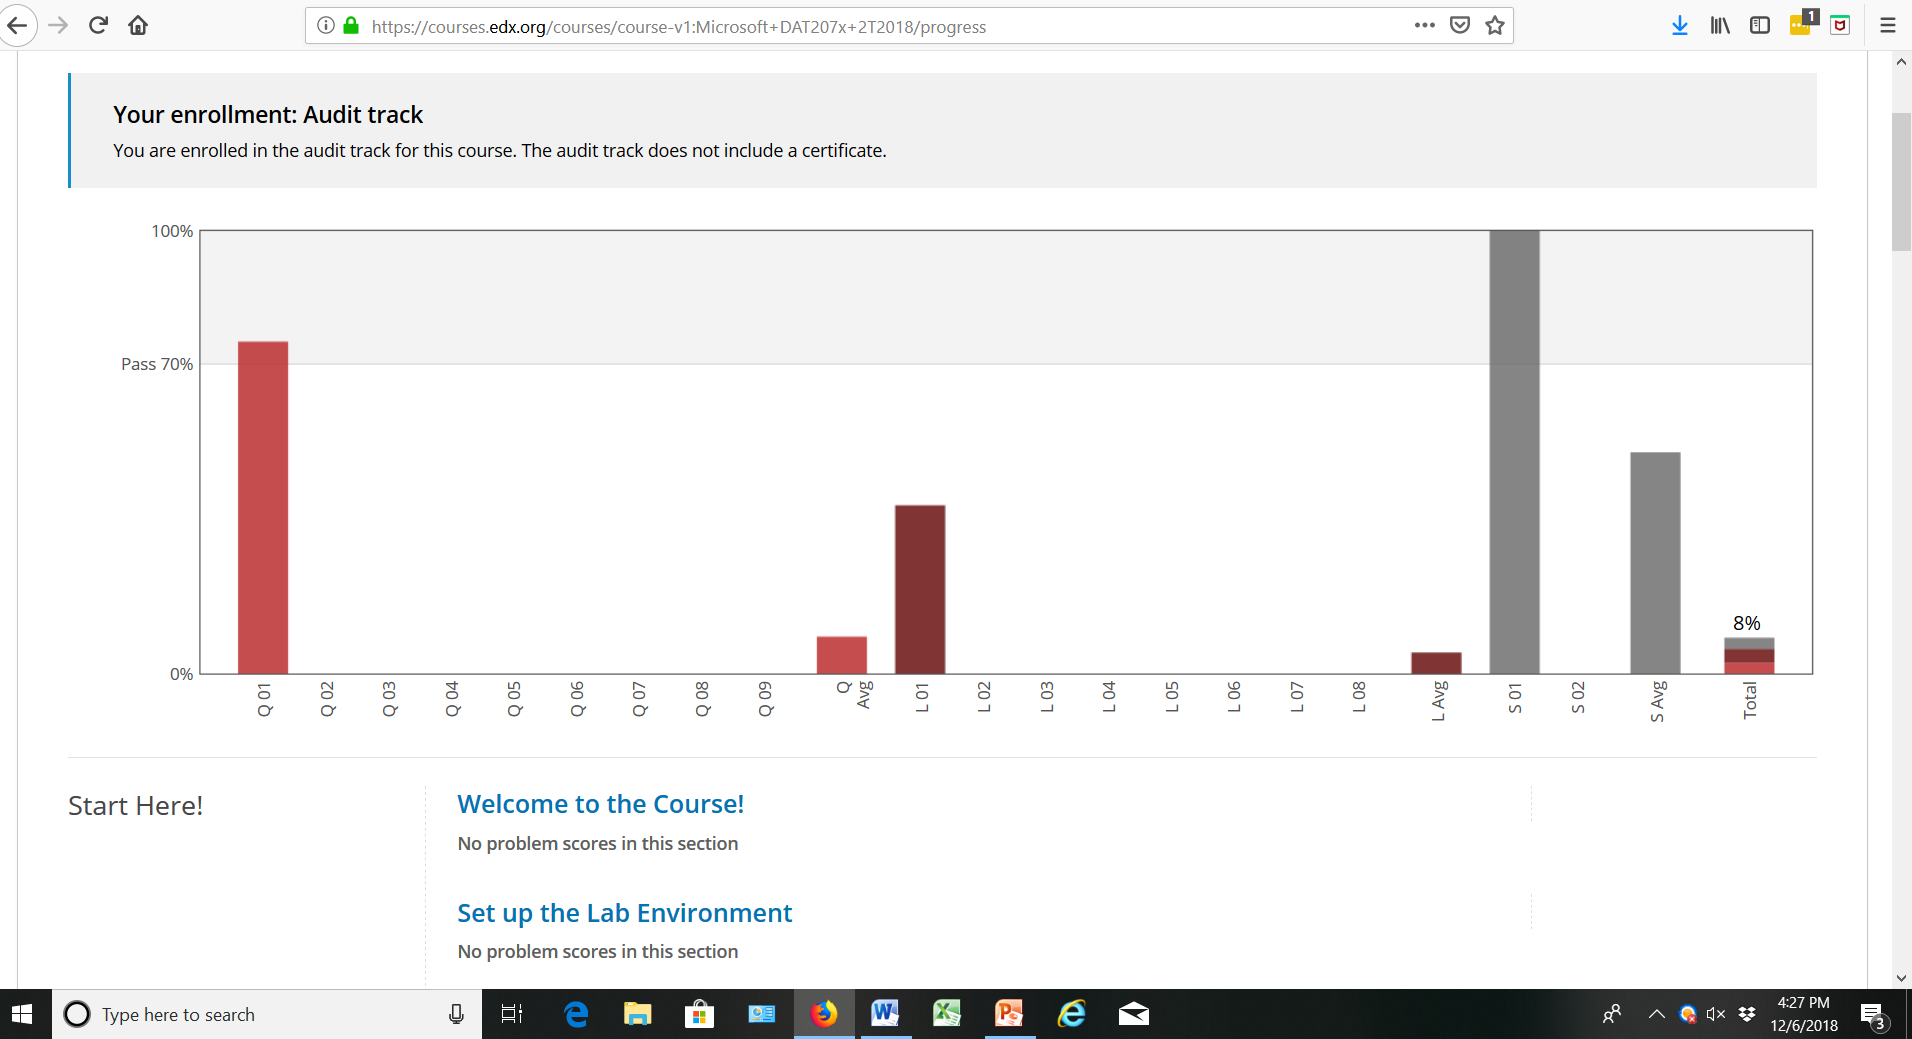 https://courses.edx.org/courses/course-v1:Microsoft+DAT207x+2T2018/progress
1
Your enrollment: Audit track
You are enrolled in the audit track for this course. The audit track does not include a certificate.
100%
Pass 70%
0%
8%
Q 01
Q 02
Q 03
Q 04
Q 05
Q 06
Q 07
Q 08
Q 09
Q
Avg
L 01
L 02
L 03
L 04
L 05
L 06
L 07
L 08
L Avg
S 01
S 02
S Avg
Total
Start Here!
Welcome to the Course!
No problem scores in this section
Set up the Lab Environment
No problem scores in this section
Type here to search
4:27 PM
12/6/2018
3